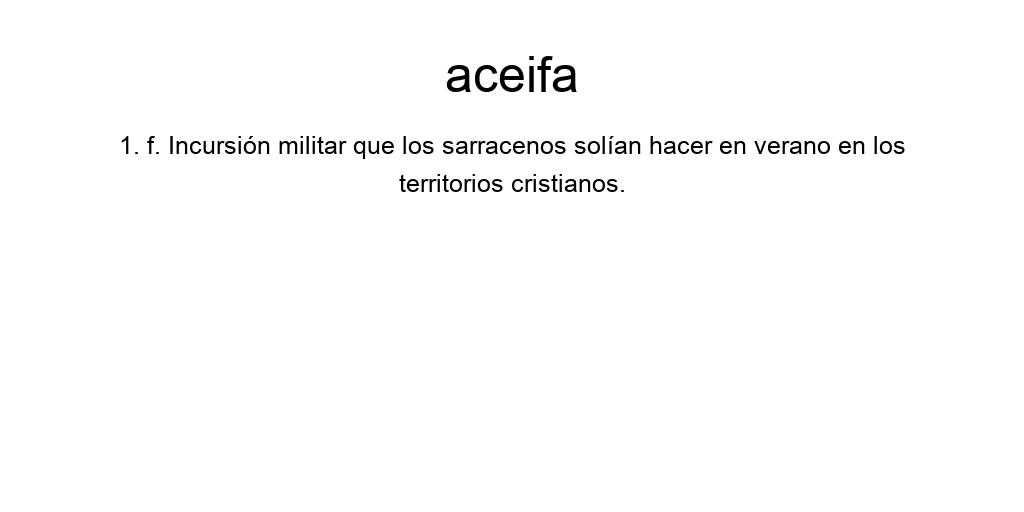 aceifa
1. f. Incursión militar que los sarracenos solían hacer en verano en los
territorios cristianos.